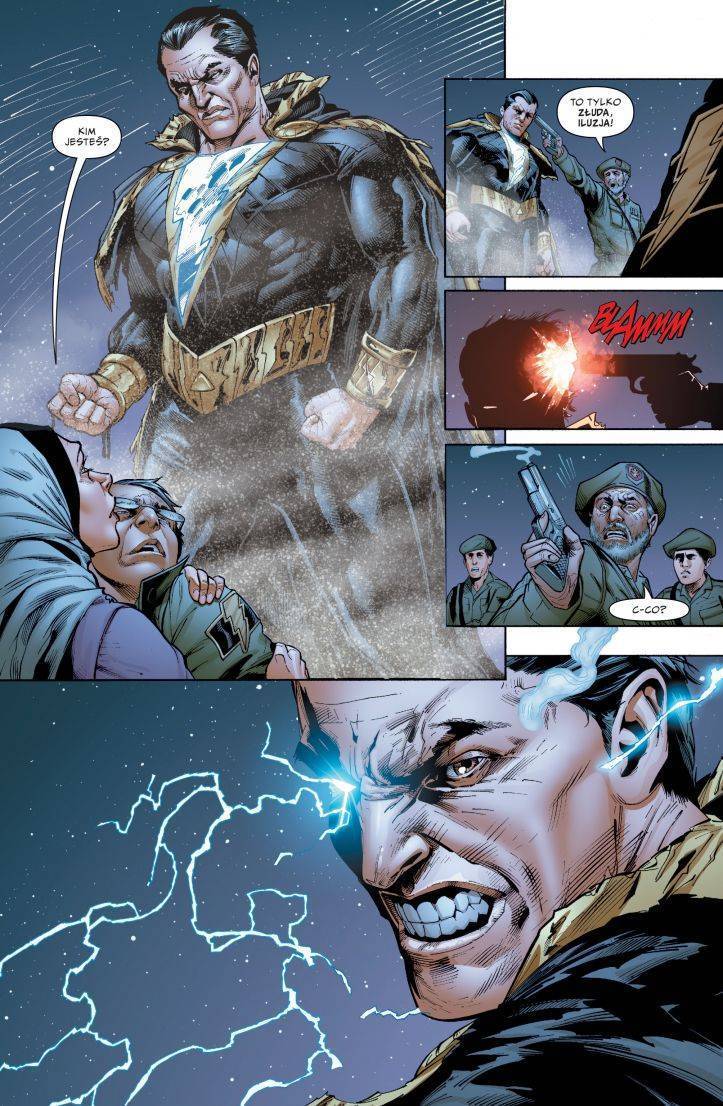 KIM
JESTEŚ?
TO TYLKO
ZŁUDA,
ILUZJA!
BLAMMM
C-CO?